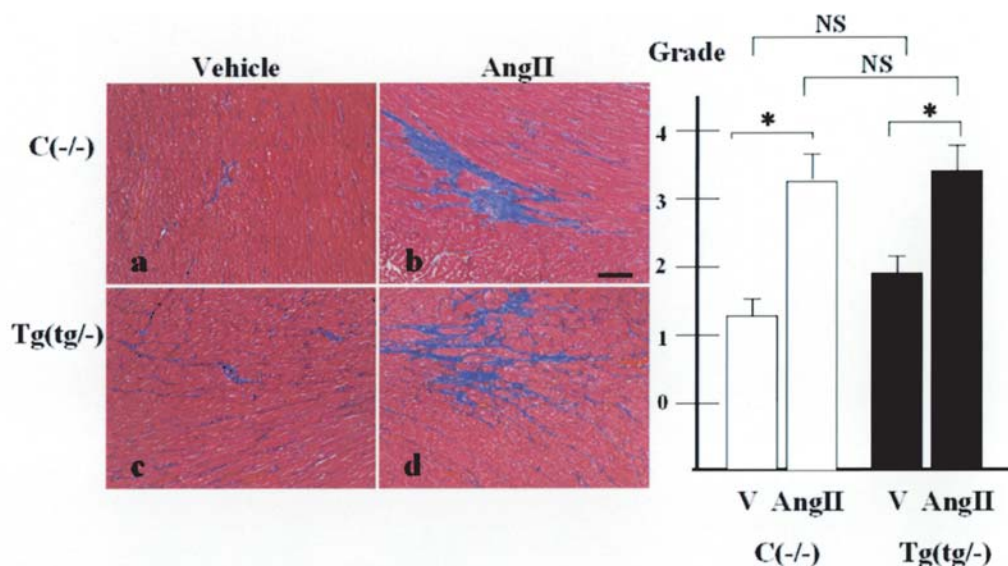 NS
Grade
NS
Vehicle
AngII
C(-/-)
a
b
Tg(tg/-)
c
d
*
*
4
3
2
1
0
V AngII V AngII
C(-/-) Tg(tg/-)